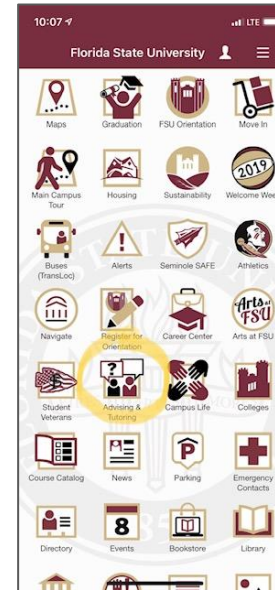 10:07 LTE
Florida State University
Maps Graduation FSU Orientation Move In
2019
Main Campus Tour Housing Sustainability Welcome Wee
Buses (TransLoc) Alerts Seminole SAFE Athletics
Arts at FSU
Navigate Register for Orientation Career Center Arts at FSU
?
Student Veterans Advising & Tutoring Campus Life Colleges
P
Course Catalog News Parking Emergency Contacts
8
Directory Events Bookstore Library